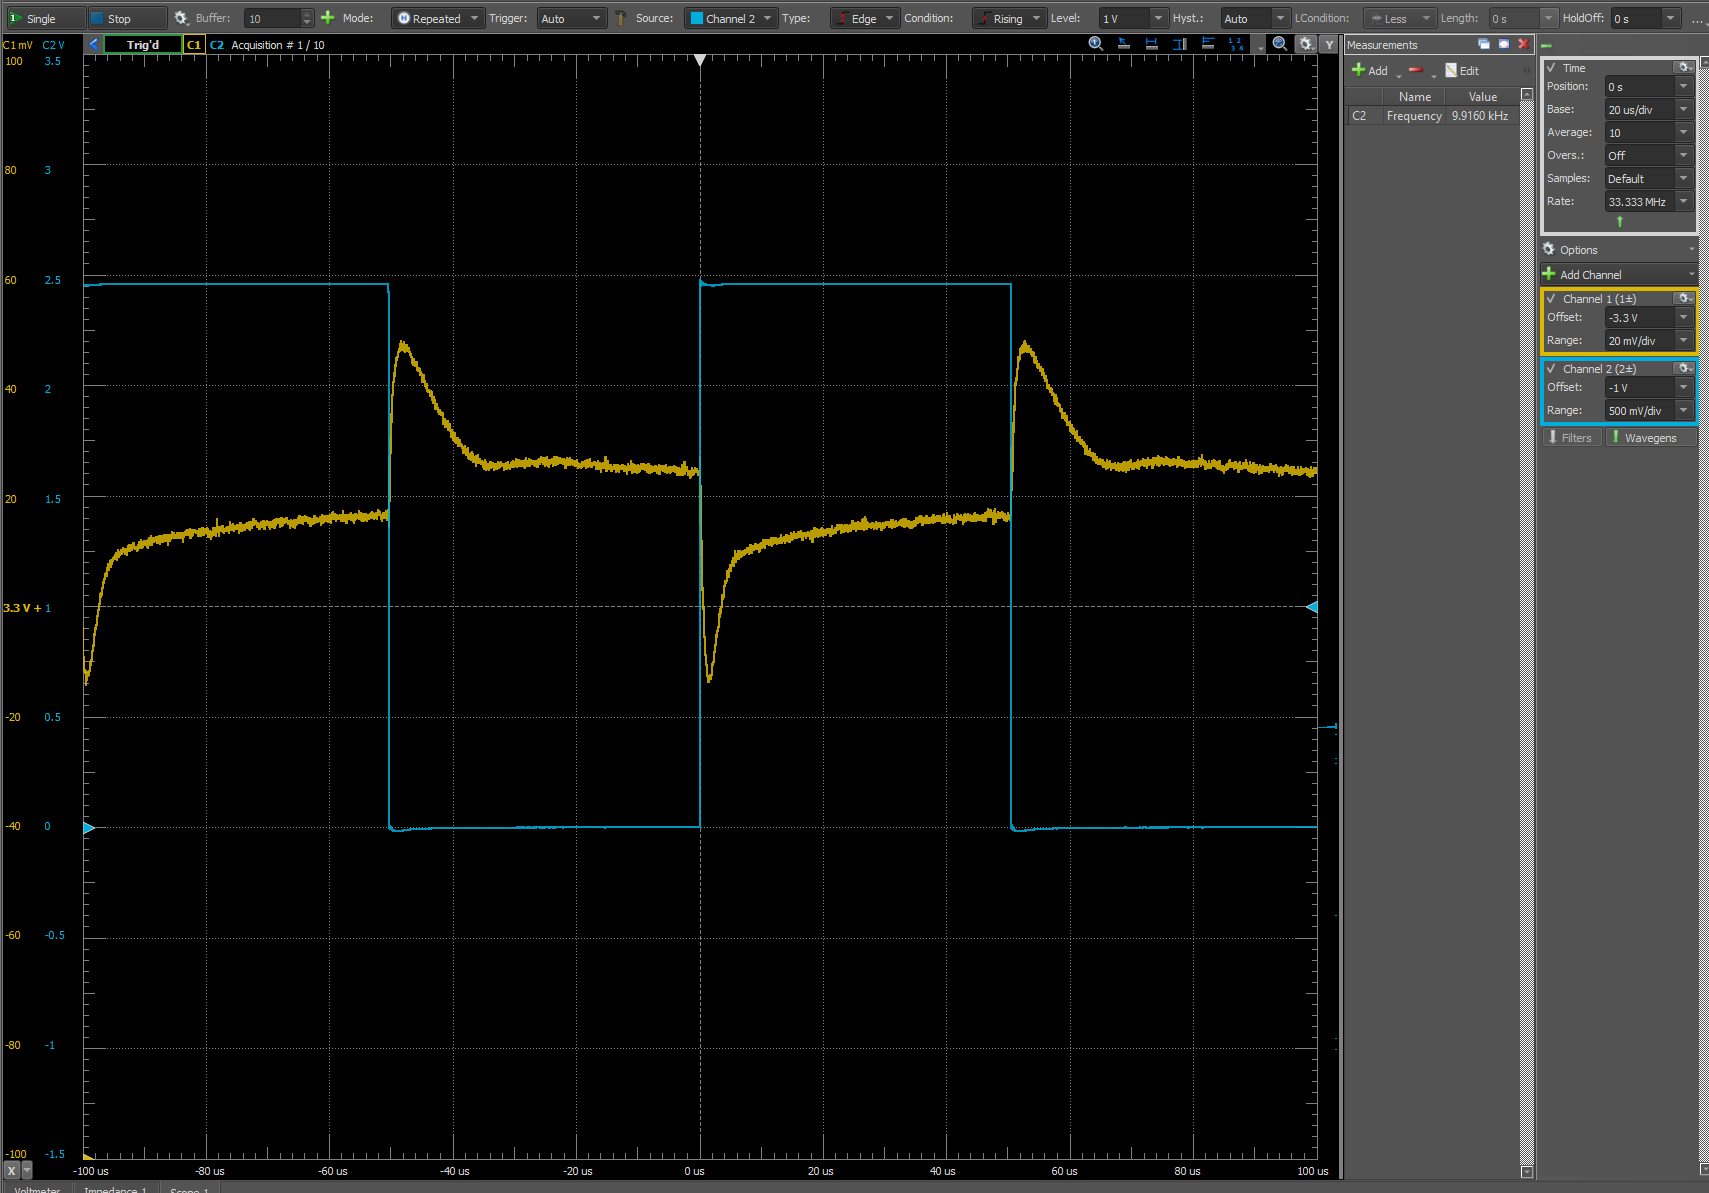 Single Stop Buffer: 10 Mode: Repeated Trigger: Auto Source: Channel 2 Type: Edge Condition: Rising Level: 1 V Hyst.: Auto LCondition: Less Length: 0 s HoldOff: 0 s ...
C1 mV C2 V Trig'd C1 C2 Acquisition # 1 / 10 Y
100 3.5
80 3
60 2.5
40 2
20 1.5
3.3 V + 1
-20 0.5
-40 0
-60 -0.5
-80 -1
-100 -1.5
X -100 us -80 us -60 us -40 us -20 us 0 us 20 us 40 us 60 us 80 us 100 us
Measurements
Add Edit
Name Value
C2 Frequency 9.9160 kHz
Time
Position: 0 s
Base: 20 us/div
Average: 10
Overs.: Off
Samples: Default
Rate: 33.333 MHz
Options
Add Channel
Channel 1 (1±)
Offset: -3.3 V
Range: 20 mV/div
Channel 2 (2±)
Offset: -1 V
Range: 500 mV/div
Filters Wavegens
Voltmeter Impedance 1 Scope 1